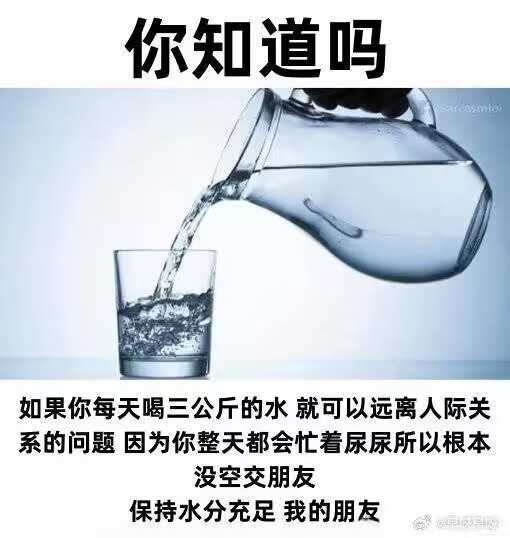 你知道吗
如果你每天喝三公斤的水 就可以远离人际关
系的问题 因为你整天都会忙着尿尿所以根本
没空交朋友
保持水分充足 我的朋友